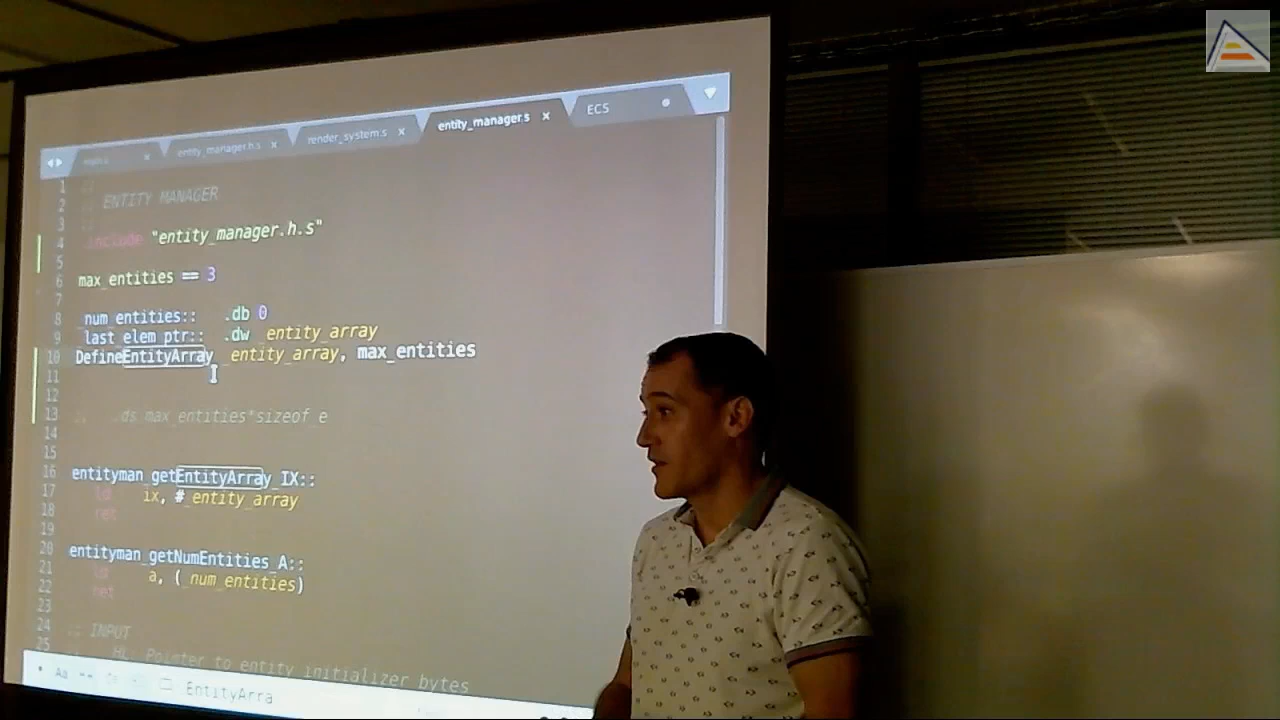 main.s × entity_manager.h.s × render_system.s × entity_manager.s × ECS
1 ;;
2 ;; ENTITY MANAGER
3 ;;
4 .include "entity_manager.h.s"
5
6 max_entities == 3
7
8 _num_entities:: .db 0
9 _last_elem_ptr:: .dw _entity_array
10 DefineEntityArray _entity_array, max_entities
11
12
13 ;; .ds max_entities*sizeof_e
14
15
16 entityman_getEntityArray_IX::
17 ld ix, #_entity_array
18 ret
19
20 entityman_getNumEntities_A::
21 ld a, (_num_entities)
22 ret
23
24 ;; INPUT
25 ;; HL: Pointer to entity initializer bytes
Aa EntityArra